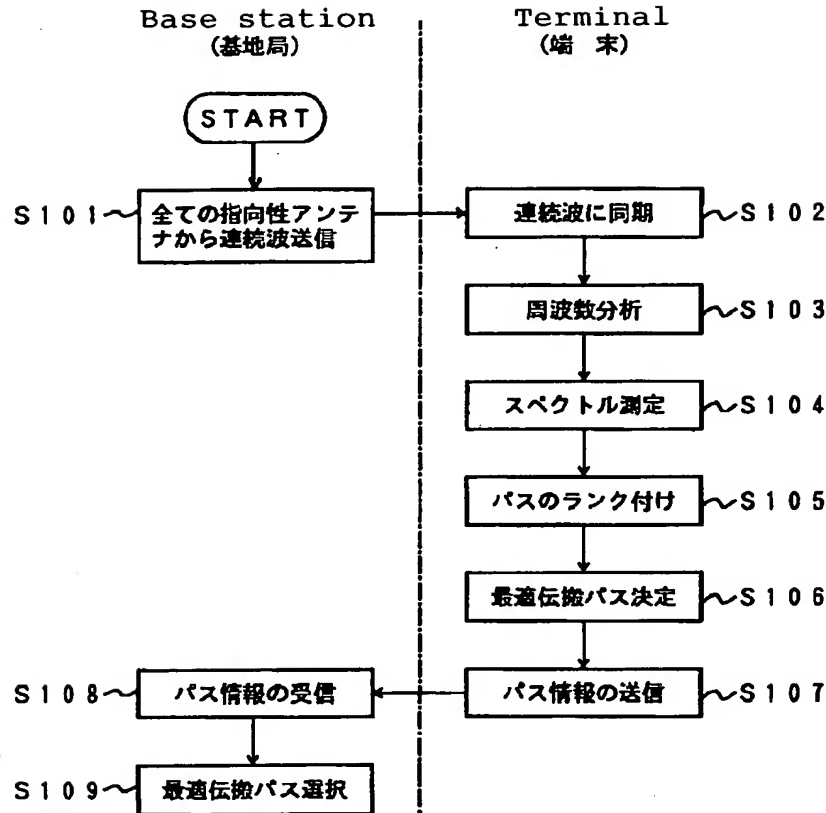 Base station
(基地局)
Terminal
(端 末)
START
S101
全ての指向性アンテ
ナから連続波送信
連続波に同期
S102
周波数分析
S103
スペクトル測定
S104
パスのランク付け
S105
最適伝搬パス決定
S106
S108
パス情報の受信
パス情報の送信
S107
S109
最適伝搬パス選択